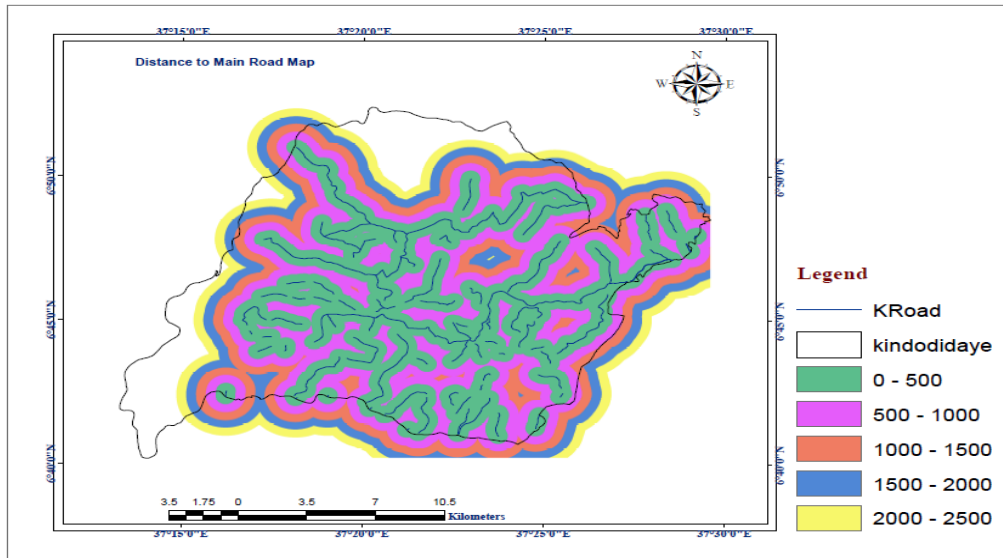 37°15'0"E 37°20'0"E 37°25'0"E 37°30'0"E
Distance to Main Road Map
N
W E
S
6°50'0"N 6°50'0"N
6°45'0"N 6°45'0"N
6°40'0"N 6°40'0"N
Legend
KRoad
kindodidaye
0 - 500
500 - 1000
1000 - 1500
1500 - 2000
2000 - 2500
3.5 1.75 0 3.5 7 10.5
Kilometers
37°15'0"E 37°20'0"E 37°25'0"E 37°30'0"E